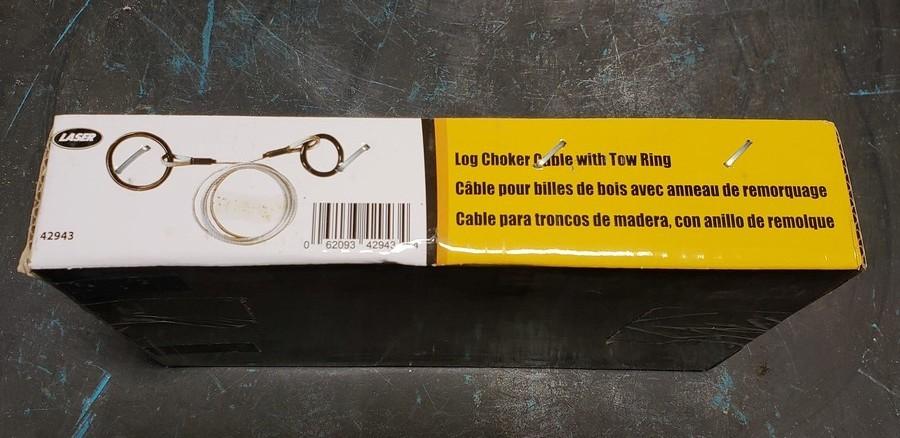 LASER
42943
0 62093 42943 4
Log Choker Cable with Tow Ring
Câble pour billes de bois avec anneau de remorquage
Cable para troncos de madera, con anillo de remolque